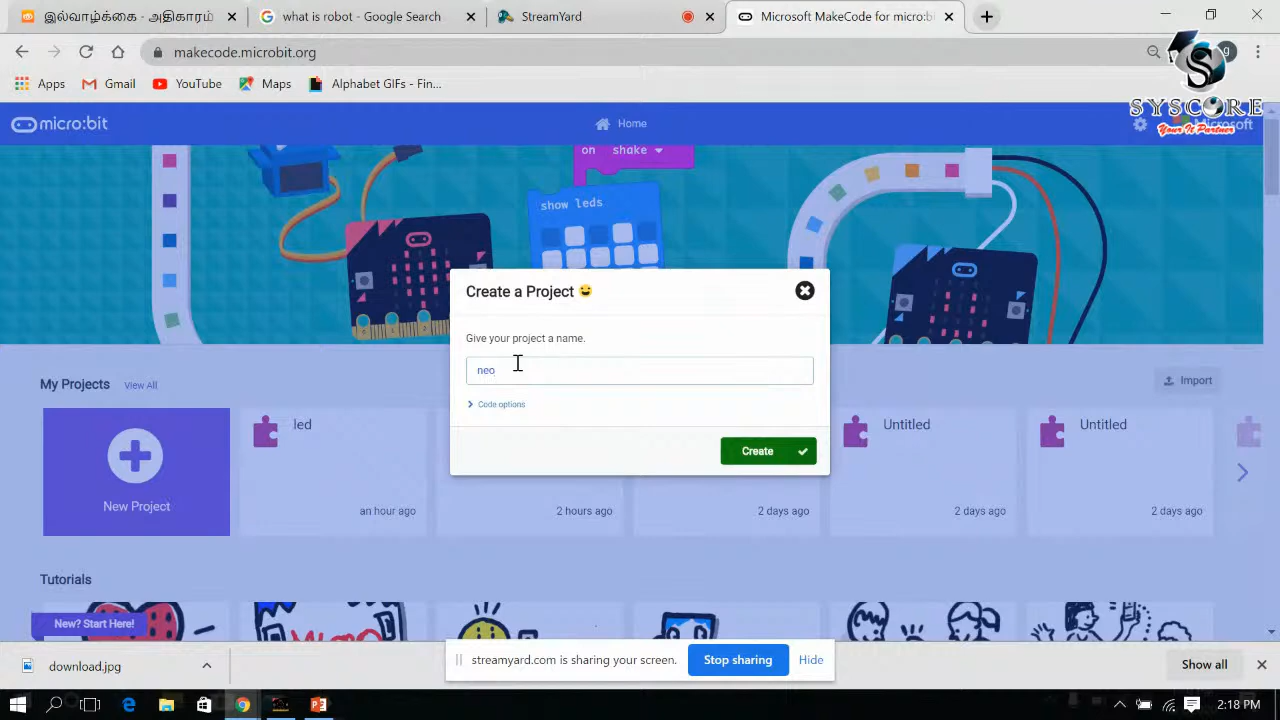 இவ்வளவு - அதிகாரம்
what is robot - Google Search
StreamYard
Microsoft MakeCode for micro:bi
makecode.microbit.org
g
Apps
Gmail
YouTube
Maps
Alphabet GIFs - Fin...
SYSCORE
Your It Partner
micro:bit
Home
Microsoft
on shake
show leds
Create a Project
Give your project a name.
neo
Code options
Create
My Projects
View All
Import
New Project
led
an hour ago
2 hours ago
2 days ago
Untitled
2 days ago
Untitled
2 days ago
Tutorials
New? Start Here!
download.jpg
streamyard.com is sharing your screen.
Stop sharing
Hide
Show all
2:18 PM